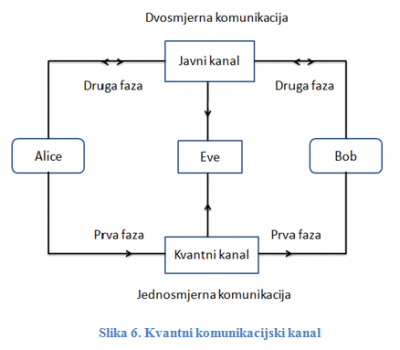 Dvosmjerna komunikacija
Javni kanal
Druga faza
Druga faza
Alice
Eve
Bob
Prva faza
Prva faza
Kvantni kanal
Jednosmjerna komunikacija
Slika 6. Kvantni komunikacijski kanal